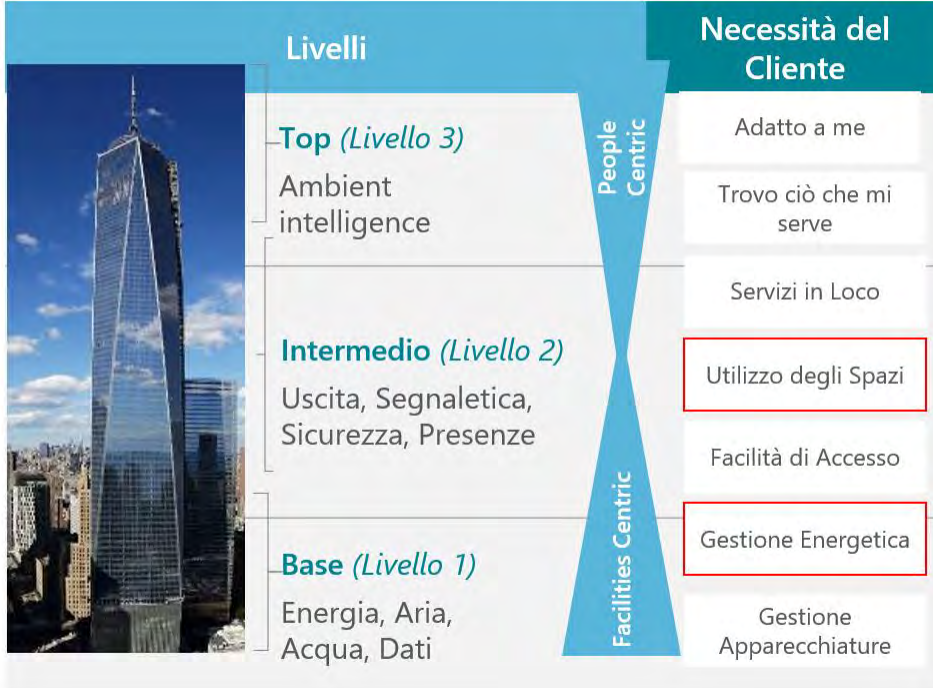 Livelli
Necessità del
Cliente
Top (Livello 3)
Ambient
intelligence
Intermedio (Livello 2)
Uscita, Segnaletica,
Sicurezza, Presenze
Base (Livello 1)
Energia, Aria,
Acqua, Dati
People
Centric
Facilities Centric
Adatto a me
Trovo ciò che mi
serve
Servizi in Loco
Utilizzo degli Spazi
Facilità di Accesso
Gestione Energetica
Gestione
Apparecchiature